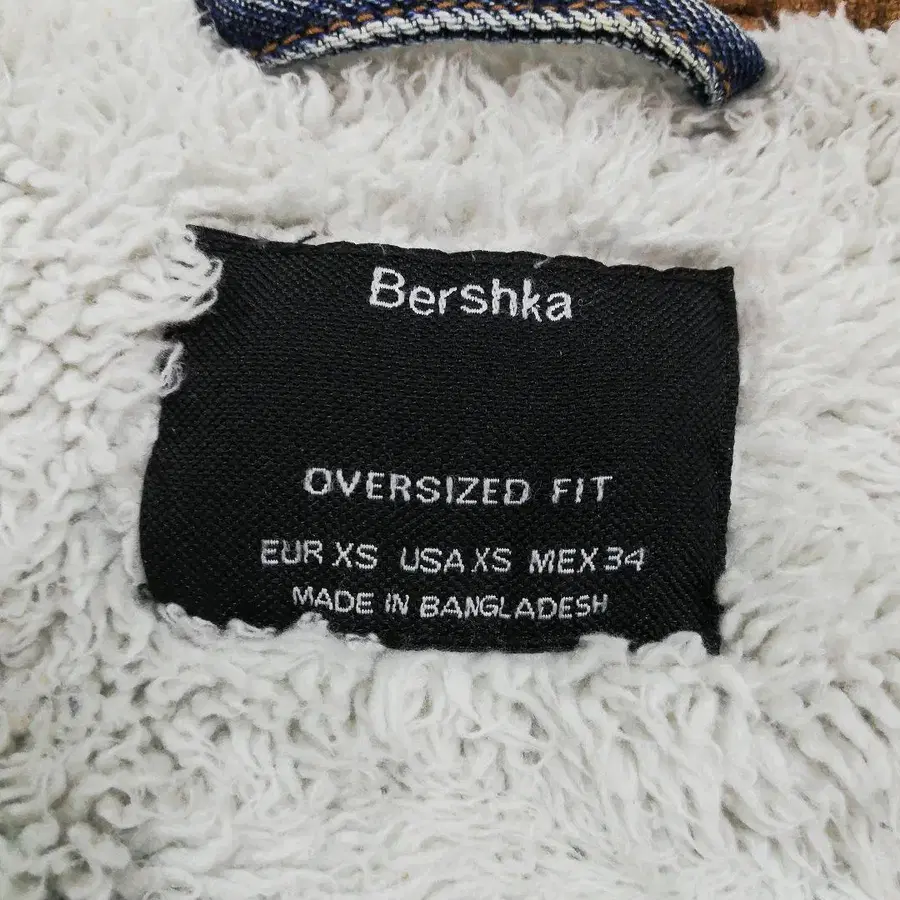 Bershka
OVERSIZED FIT
EUR XS USA XS MEX 34
MADE IN BANGLADESH